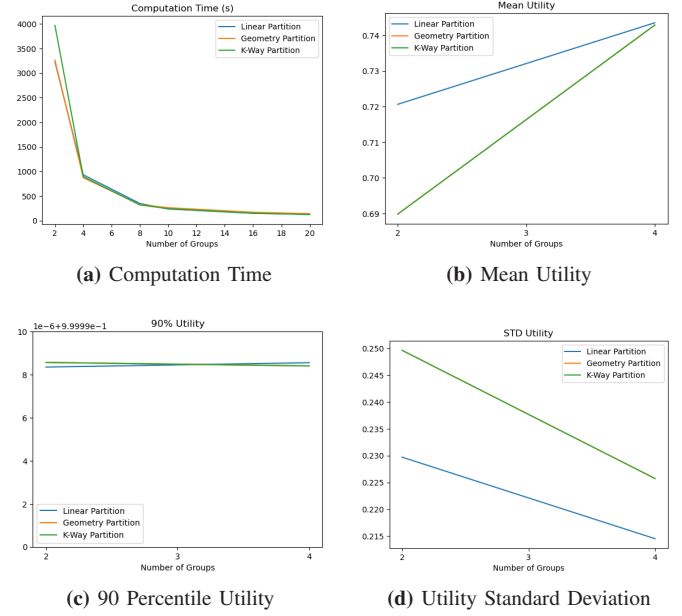 Computation Time (s)
4000
3500
3000
2500
2000
1500
1000
500
0
Linear Partition
Geometry Partition
K-Way Partition
2 4 6 8 10 12 14 16 18 20
Number of Groups
(a) Computation Time
Mean Utility
0.74
0.73
0.72
0.71
0.70
0.69
Linear Partition
Geometry Partition
K-Way Partition
2 3 4
Number of Groups
(b) Mean Utility
90% Utility
1e-6+9.9999e-1
10
8
6
4
2
0
Linear Partition
Geometry Partition
K-Way Partition
2 3 4
Number of Groups
(c) 90 Percentile Utility
STD Utility
0.250
0.245
0.240
0.235
0.230
0.225
0.220
0.215
Linear Partition
Geometry Partition
K-Way Partition
2 3 4
Number of Groups
(d) Utility Standard Deviation